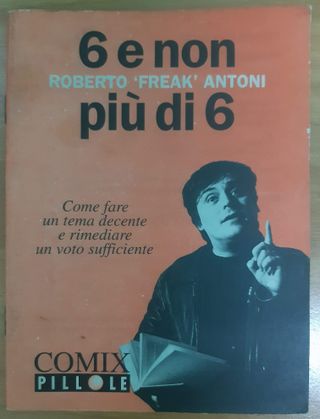 6 e non
ROBERTO 'FREAK' ANTONI
più di 6
Come fare
un tema decente
e rimediare
un voto sufficiente
COMIX
PILLOLE